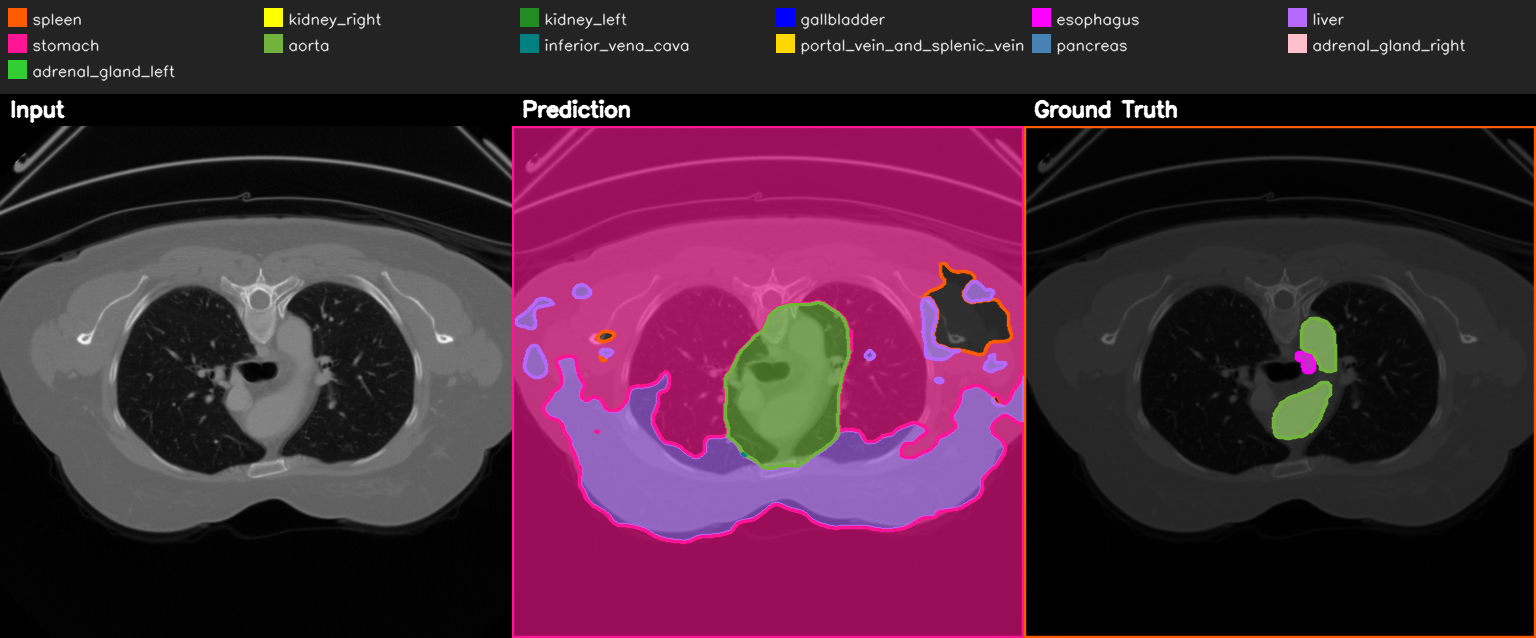 spleen kidney_right kidney_left gallbladder esophagus liver
stomach aorta inferior_vena_cava portal_vein_and_splenic_vein pancreas adrenal_gland_right
adrenal_gland_left
Input Prediction Ground Truth